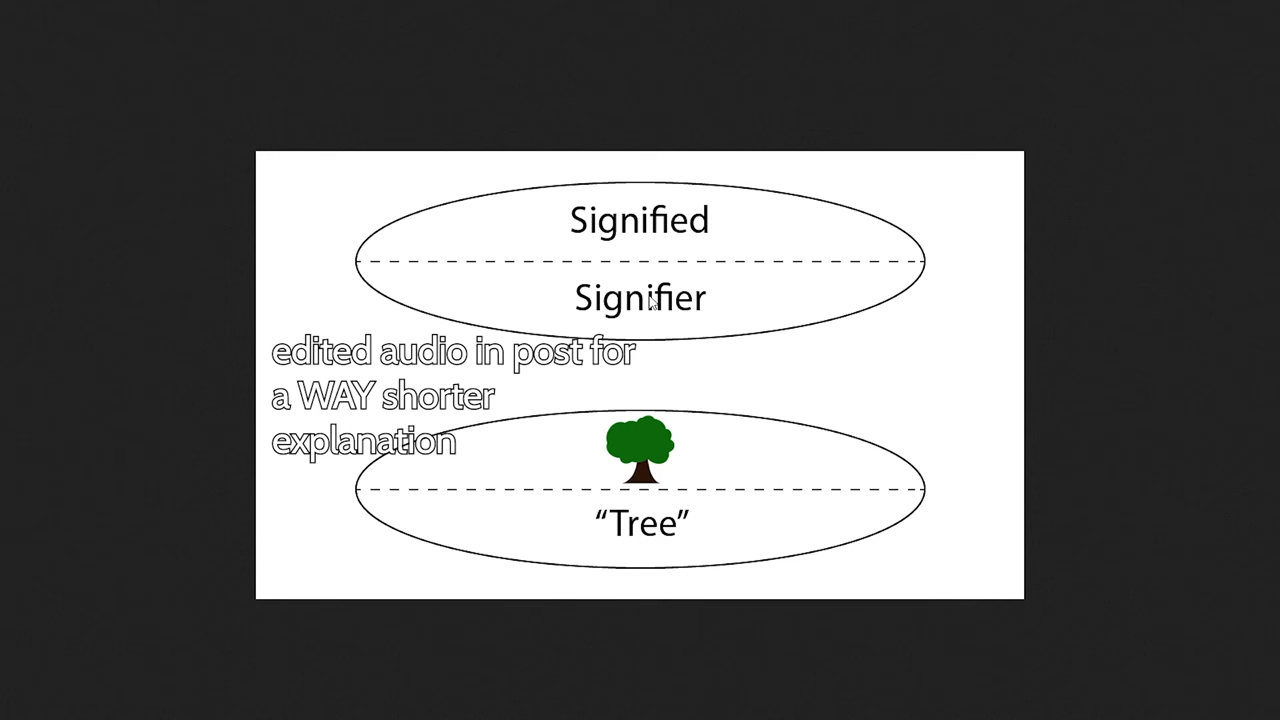 Signified
Signifier
edited audio in post for
a WAY shorter
explanation
“Tree”